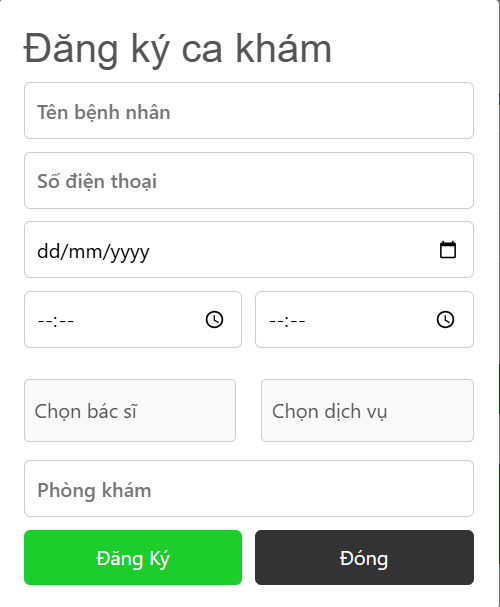 Đăng ký ca khám
Tên bệnh nhân
Số điện thoại
dd/mm/yyyy
--:-- --:--
Chọn bác sĩ Chọn dịch vụ
Phòng khám
Đăng Ký Đóng